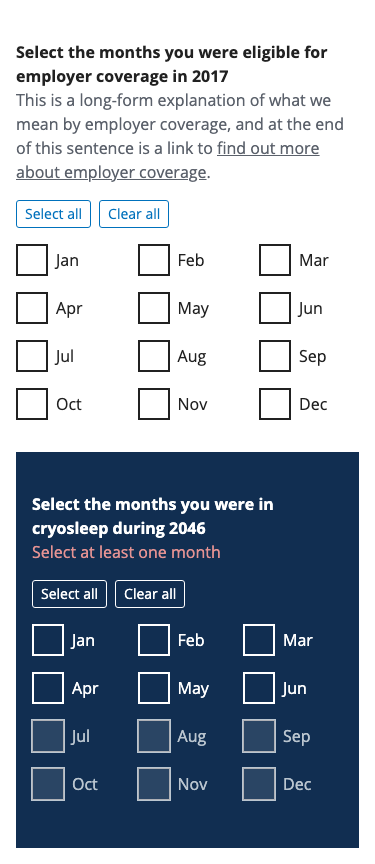 Select the months you were eligible for
employer coverage in 2017
This is a long-form explanation of what we
mean by employer coverage, and at the end
of this sentence is a link to find out more
about employer coverage.
Select all Clear all
Jan Feb Mar
Apr May Jun
Jul Aug Sep
Oct Nov Dec
Select the months you were in
cryosleep during 2046
Select at least one month
Select all Clear all
Jan Feb Mar
Apr May Jun
Jul Aug Sep
Oct Nov Dec